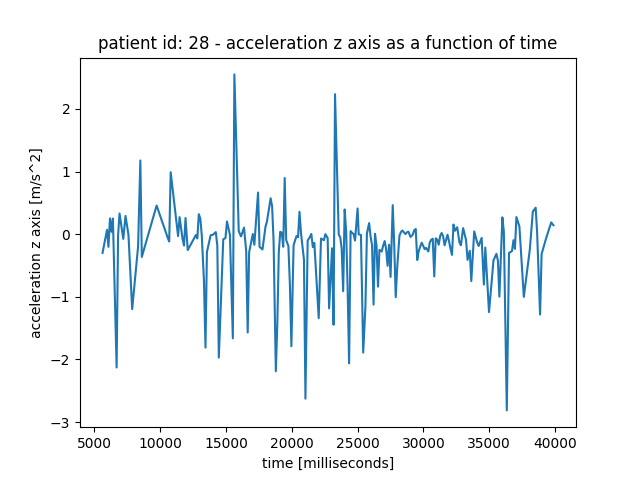 patient id: 28 - acceleration z axis as a function of time
acceleration z axis [m/s^2]
2
1
0
−1
−2
−3
5000 10000 15000 20000 25000 30000 35000 40000
time [milliseconds]